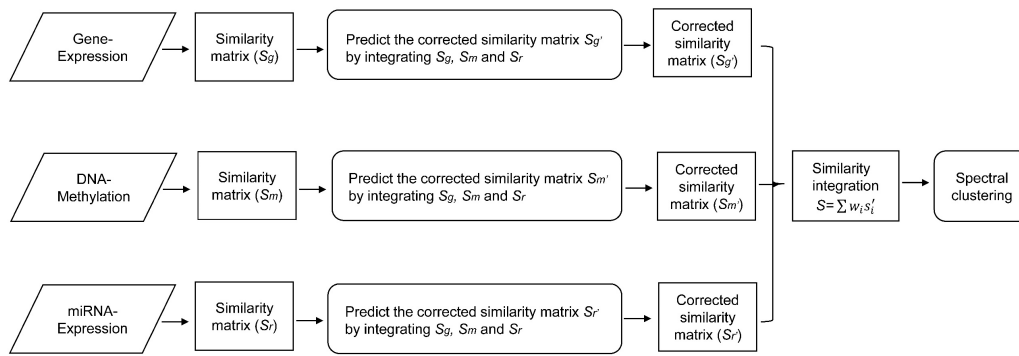 Gene-
Expression
Similarity
matrix (Sg)
Predict the corrected similarity matrix Sg'
by integrating Sg, Sm and Sr
Corrected
similarity
matrix (Sg')
DNA-
Methylation
Similarity
matrix (Sm)
Predict the corrected similarity matrix Sm'
by integrating Sg, Sm and Sr
Corrected
similarity
matrix (Sm')
Similarity
integration
S=∑ wᵢsᵢ′
Spectral
clustering
miRNA-
Expression
Similarity
matrix (Sr)
Predict the corrected similarity matrix Sr'
by integrating Sg, Sm and Sr
Corrected
similarity
matrix (Sr')